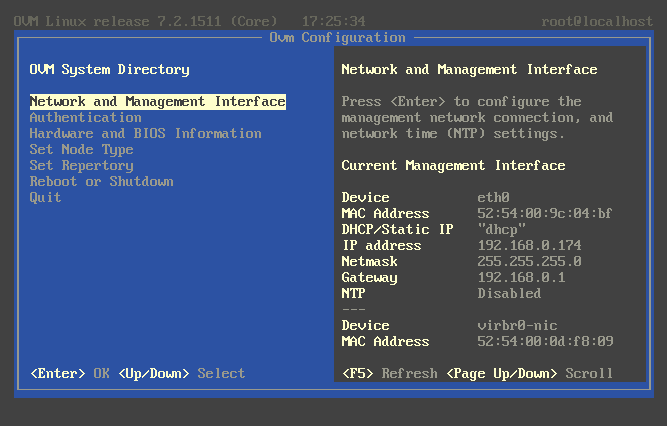 OVM Linux release 7.2.1511 (Core) 17:25:34 root@localhost
Ovm Configuration
OVM System Directory
Network and Management Interface
Authentication
Hardware and BIOS Information
Set Node Type
Set Repertory
Reboot or Shutdown
Quit
<Enter> OK <Up/Down> Select
Network and Management Interface
Press <Enter> to configure the
management network connection, and
network time (NTP) settings.
Current Management Interface
Device eth0
MAC Address 52:54:00:9c:04:bf
DHCP/Static IP "dhcp"
IP address 192.168.0.174
Netmask 255.255.255.0
Gateway 192.168.0.1
NTP Disabled
---
Device virbr0-nic
MAC Address 52:54:00:0d:f8:09
<F5> Refresh <Page Up/Down> Scroll